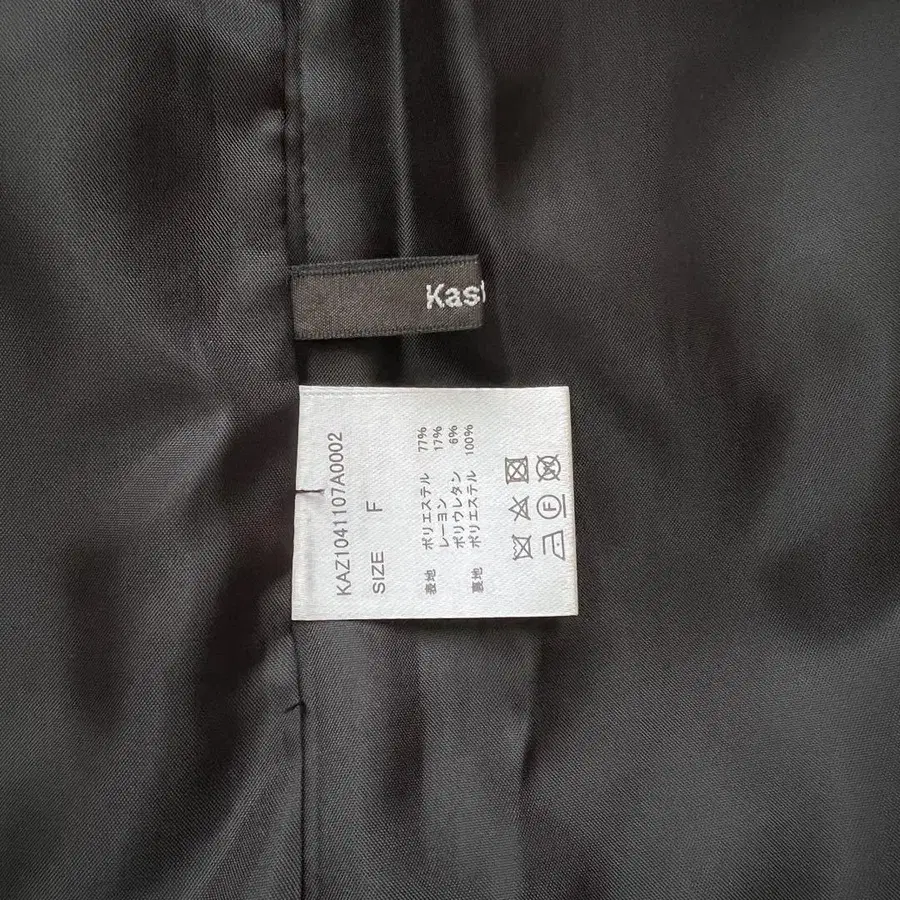 Kast
KAZ1041107A0002
SIZE F
表地 ポリエステル 77%
レーヨン 17%
ポリウレタン 6%
裏地 ポリエステル 100%
F